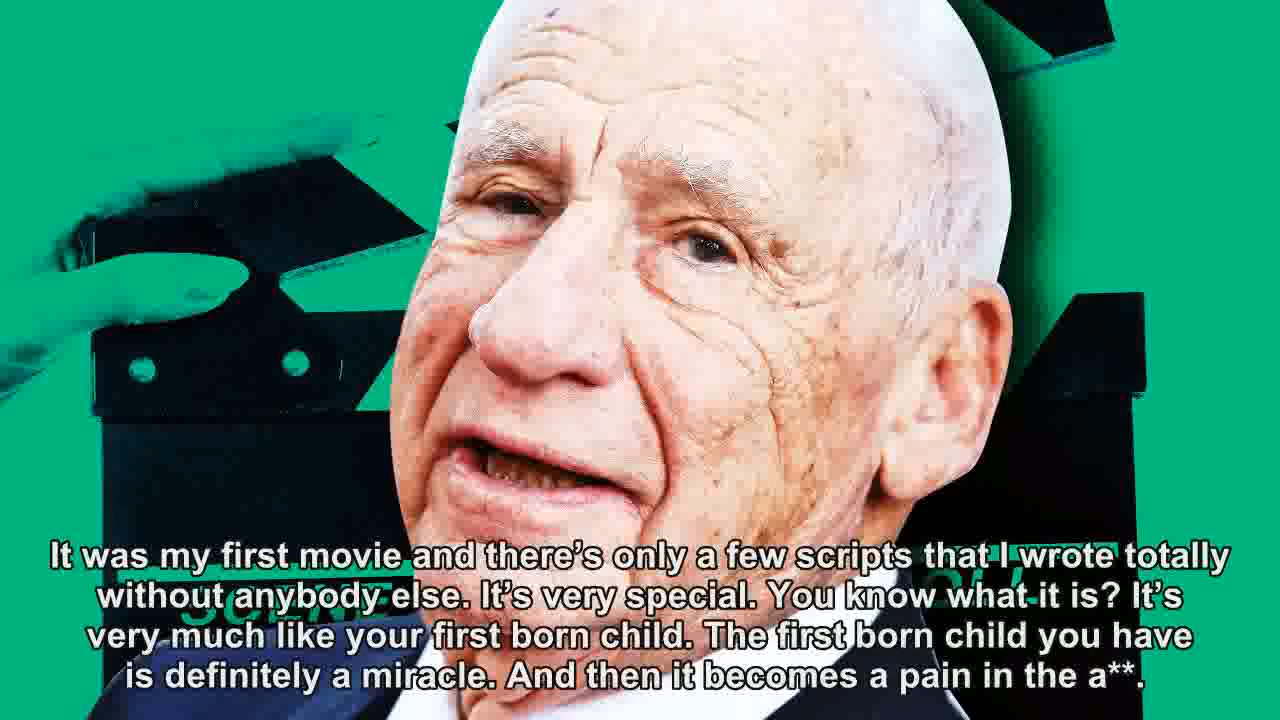 It was my first movie and there's only a few scripts that I wrote totally
without anybody else. It's very special. You know what it is? It's
very much like your first born child. The first born child you have
is definitely a miracle. And then it becomes a pain in the a**.